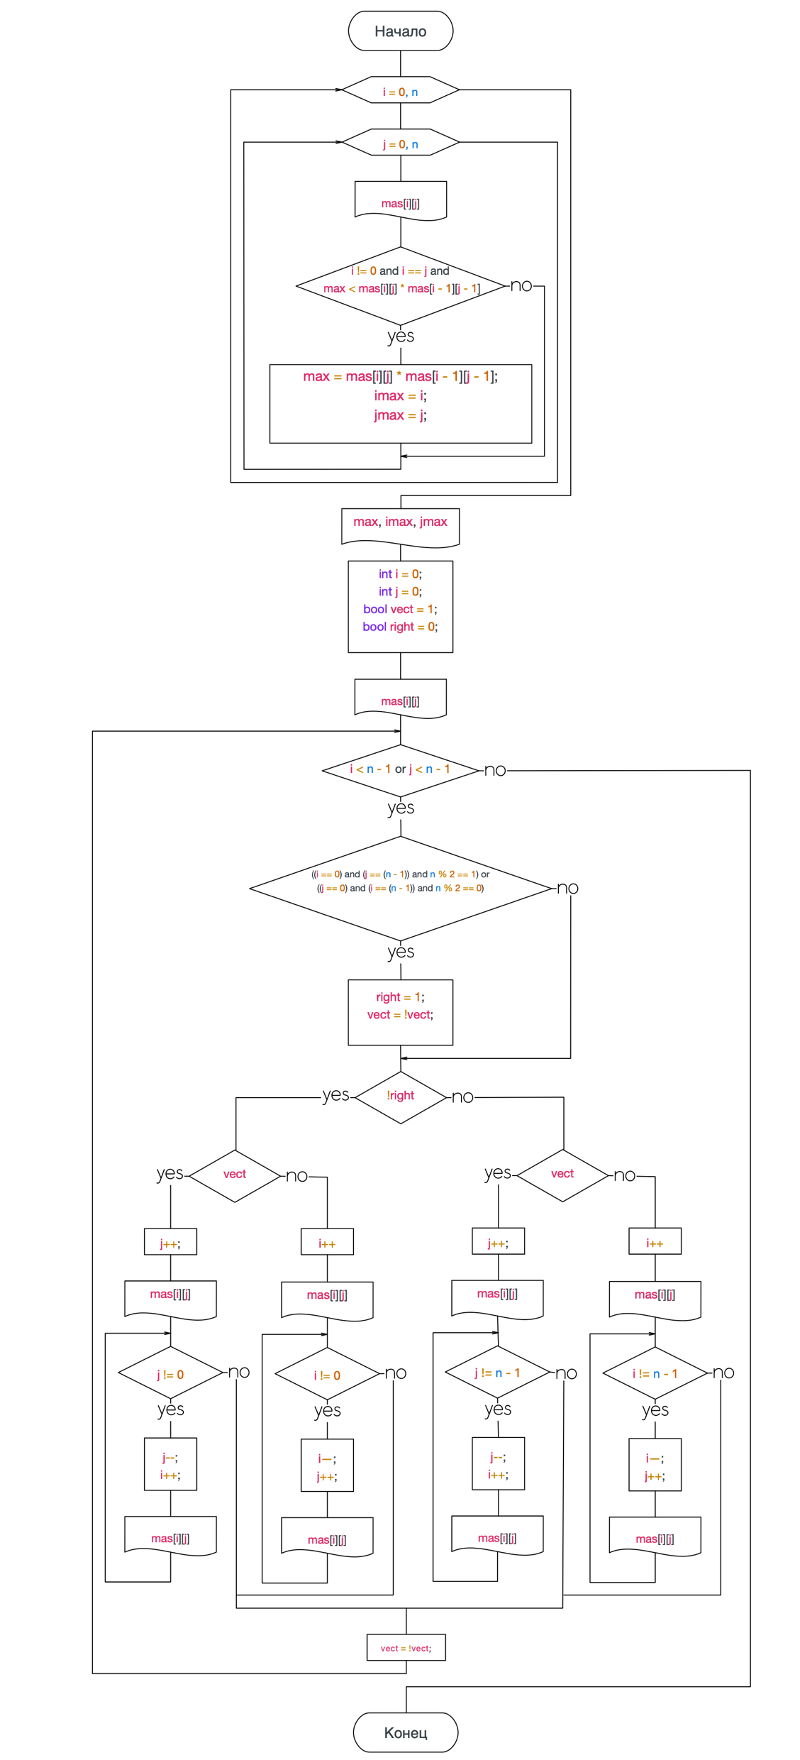 Начало
i = 0, n
j = 0, n
mas[i][j]
i != 0 and i == j and
max < mas[i][j] * mas[i - 1][j - 1]
no
yes
max = mas[i][j] * mas[i - 1][j - 1];
imax = i;
jmax = j;
max, imax, jmax
int i = 0;
int j = 0;
bool vect = 1;
bool right = 0;
mas[i][j]
i < n - 1 or j < n - 1
no
yes
((i == 0) and (j == (n - 1)) and n % 2 == 1) or
((j == 0) and (i == (n - 1)) and n % 2 == 0)
no
yes
right = 1;
vect = !vect;
yes
!right
no
yes
vect
no
yes
vect
no
j++;
i++
j++;
i++
mas[i][j]
mas[i][j]
mas[i][j]
mas[i][j]
j != 0
no
i != 0
no
j != n - 1
no
i != n - 1
no
yes
yes
yes
yes
j--;
i++;
i—;
j++;
j--;
i++;
i—;
j++;
mas[i][j]
mas[i][j]
mas[i][j]
mas[i][j]
vect = !vect;
Конец